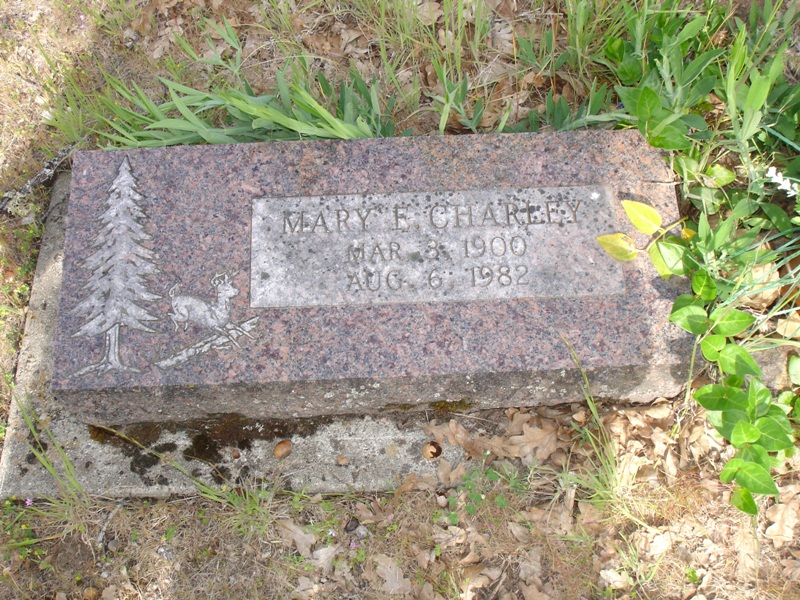 MARY E. CHARLEY
MAR. 3, 1900
AUG. 6, 1982